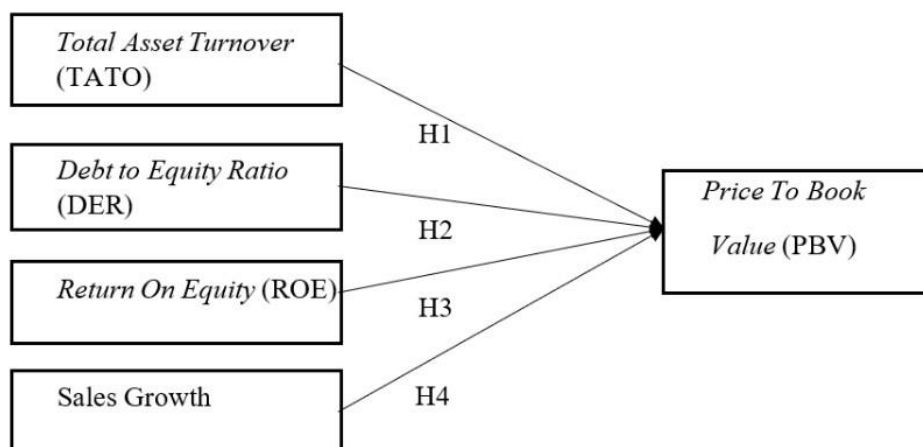 Total Asset Turnover
(TATO)
H1
Debt to Equity Ratio
(DER)
H2
Return On Equity (ROE)
H3
Sales Growth
H4
Price To Book
Value (PBV)